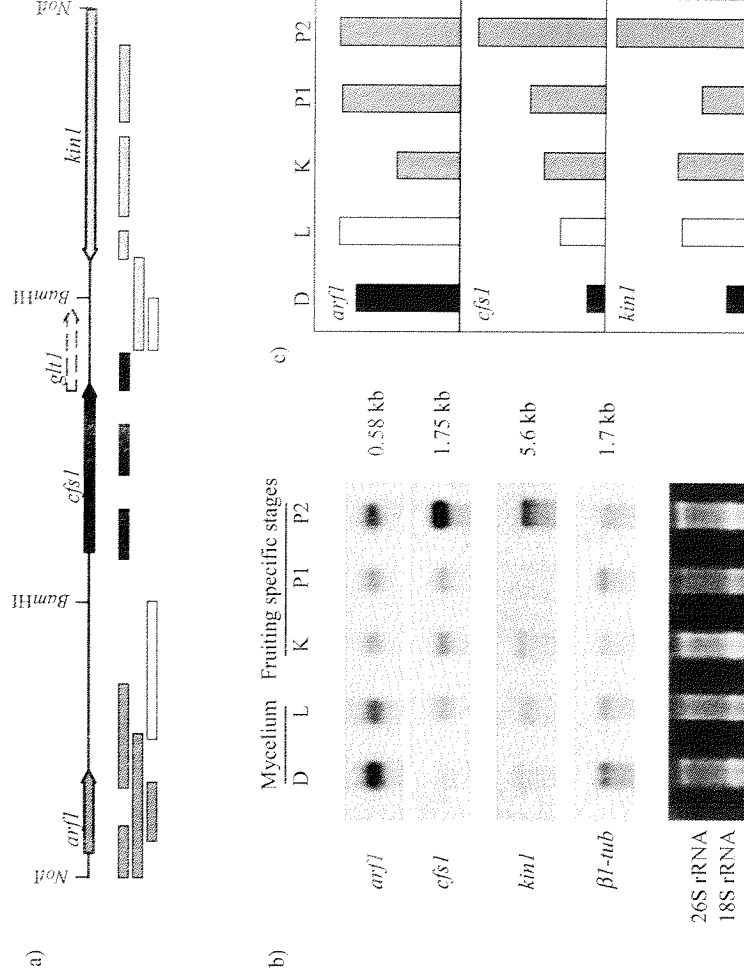 a)
NotI
BamHI
BamHI
NotI
arf1
cfs1
glt1
kin1
b)
Mycelium Fruiting specific stages
D L K P1 P2
arf1 0.58 kb
cfs1 1.75 kb
kin1 5.6 kb
β1-tub 1.7 kb
26S rRNA
18S rRNA
c)
D L K P1 P2
arf1
cfs1
kin1